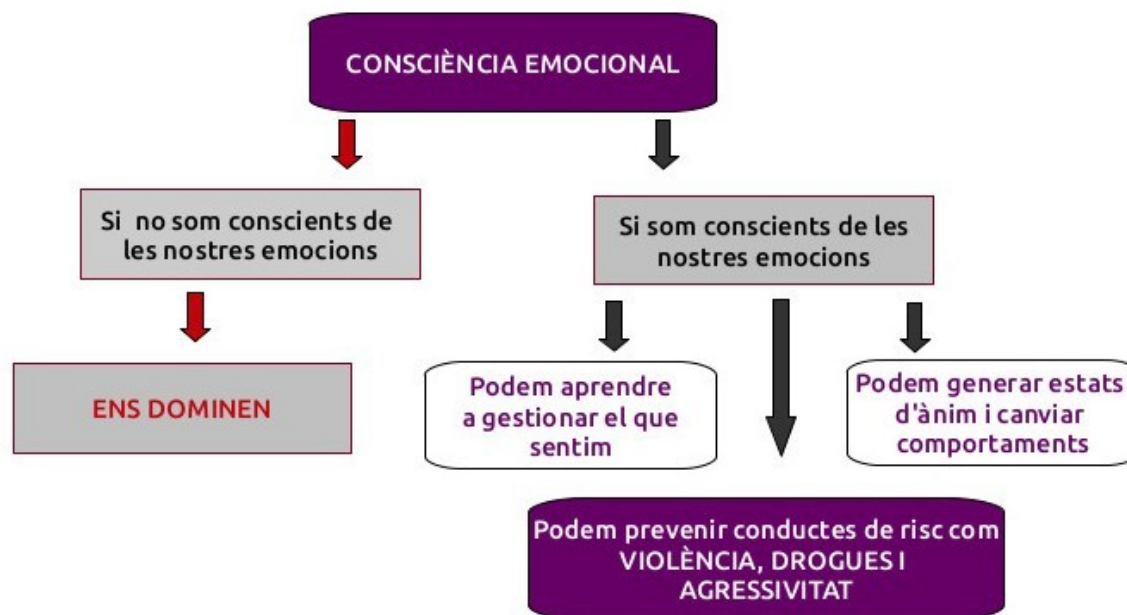 CONSCIÈNCIA EMOCIONAL
Si no som conscients de
les nostres emocions
Si som conscients de les
nostres emocions
ENS DOMINEN
Podem aprendre
a gestionar el que
sentim
Podem generar estats
d'ànim i canviar
comportaments
Podem prevenir conductes de risc com
VIOLÈNCIA, DROGUES I
AGRESSIVITAT